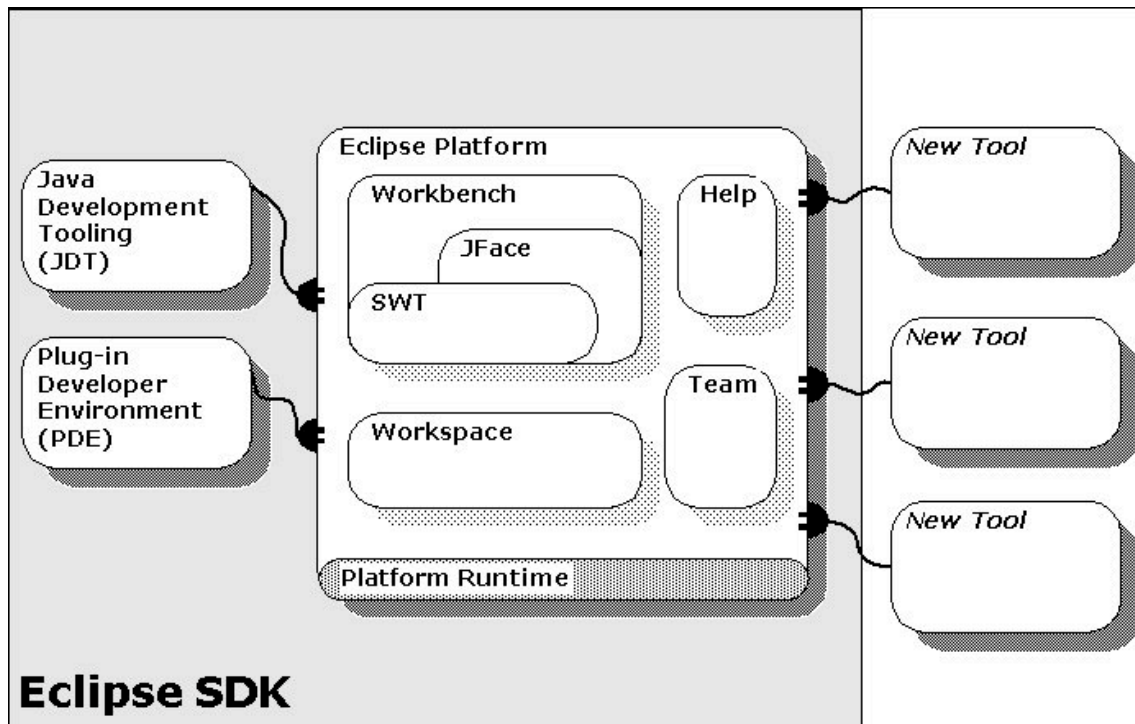 Eclipse Platform
Java
Development
Tooling
(JDT)
Plug-in
Developer
Environment
(PDE)
Workbench
JFace
SWT
Workspace
Help
Team
Platform Runtime
New Tool
New Tool
New Tool
Eclipse SDK